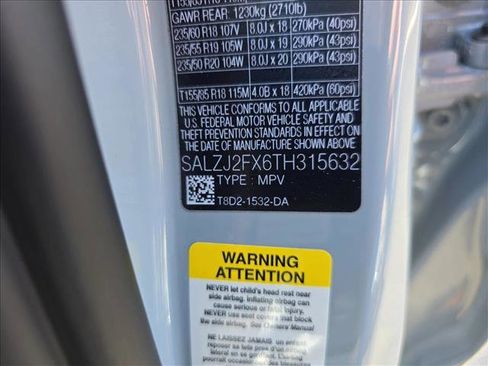 GAWR REAR: 1230kg (2710lb)
235/60 R18 107V 8.0J x 18 270kPa (40psi)
235/55 R19 105W 8.0J x 19 290kPa (43psi)
235/50 R20 104W 8.0J x 20 290kPa (43psi)
T155/85 R18 115M 4.0B x 18 420kPa (60psi)
THIS VEHICLE CONFORMS TO ALL APPLICABLE
U.S. FEDERAL MOTOR VEHICLE SAFETY
AND THEFT PREVENTION STANDARDS IN EFFECT ON
THE DATE OF MANUFACTURE SHOWN ABOVE.
SALZJ2FX6TH315632
TYPE: MPV
T8D2-1532-DA
WARNING
ATTENTION
NEVER let child's head rest near
side airbag. Inflating airbag can
cause serious or fatal injury.
NEVER use seat covers that block
the airbag. See Owners Manual
NE LAISSEZ JAMAIS
un enfant appuyer sa tête près